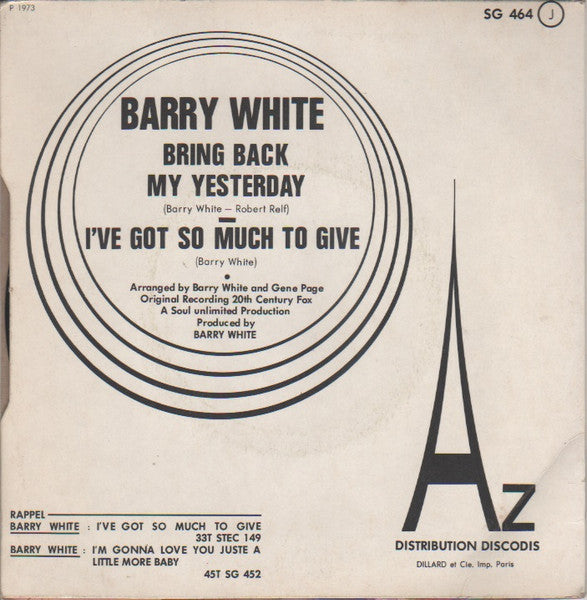 P 1973
SG 464 J
BARRY WHITE
BRING BACK
MY YESTERDAY
(Barry White – Robert Relf)
I'VE GOT SO MUCH TO GIVE
(Barry White)
Arranged by Barry White and Gene Page
Original Recording 20th Century Fox
A Soul unlimited Production
Produced by
BARRY WHITE
AZ
DISTRIBUTION DISCODIS
DILLARD et Cie. Imp. Paris
RAPPEL
BARRY WHITE : I'VE GOT SO MUCH TO GIVE
33T STEC 149
BARRY WHITE : I'M GONNA LOVE YOU JUSTE A
LITTLE MORE BABY
45T SG 452